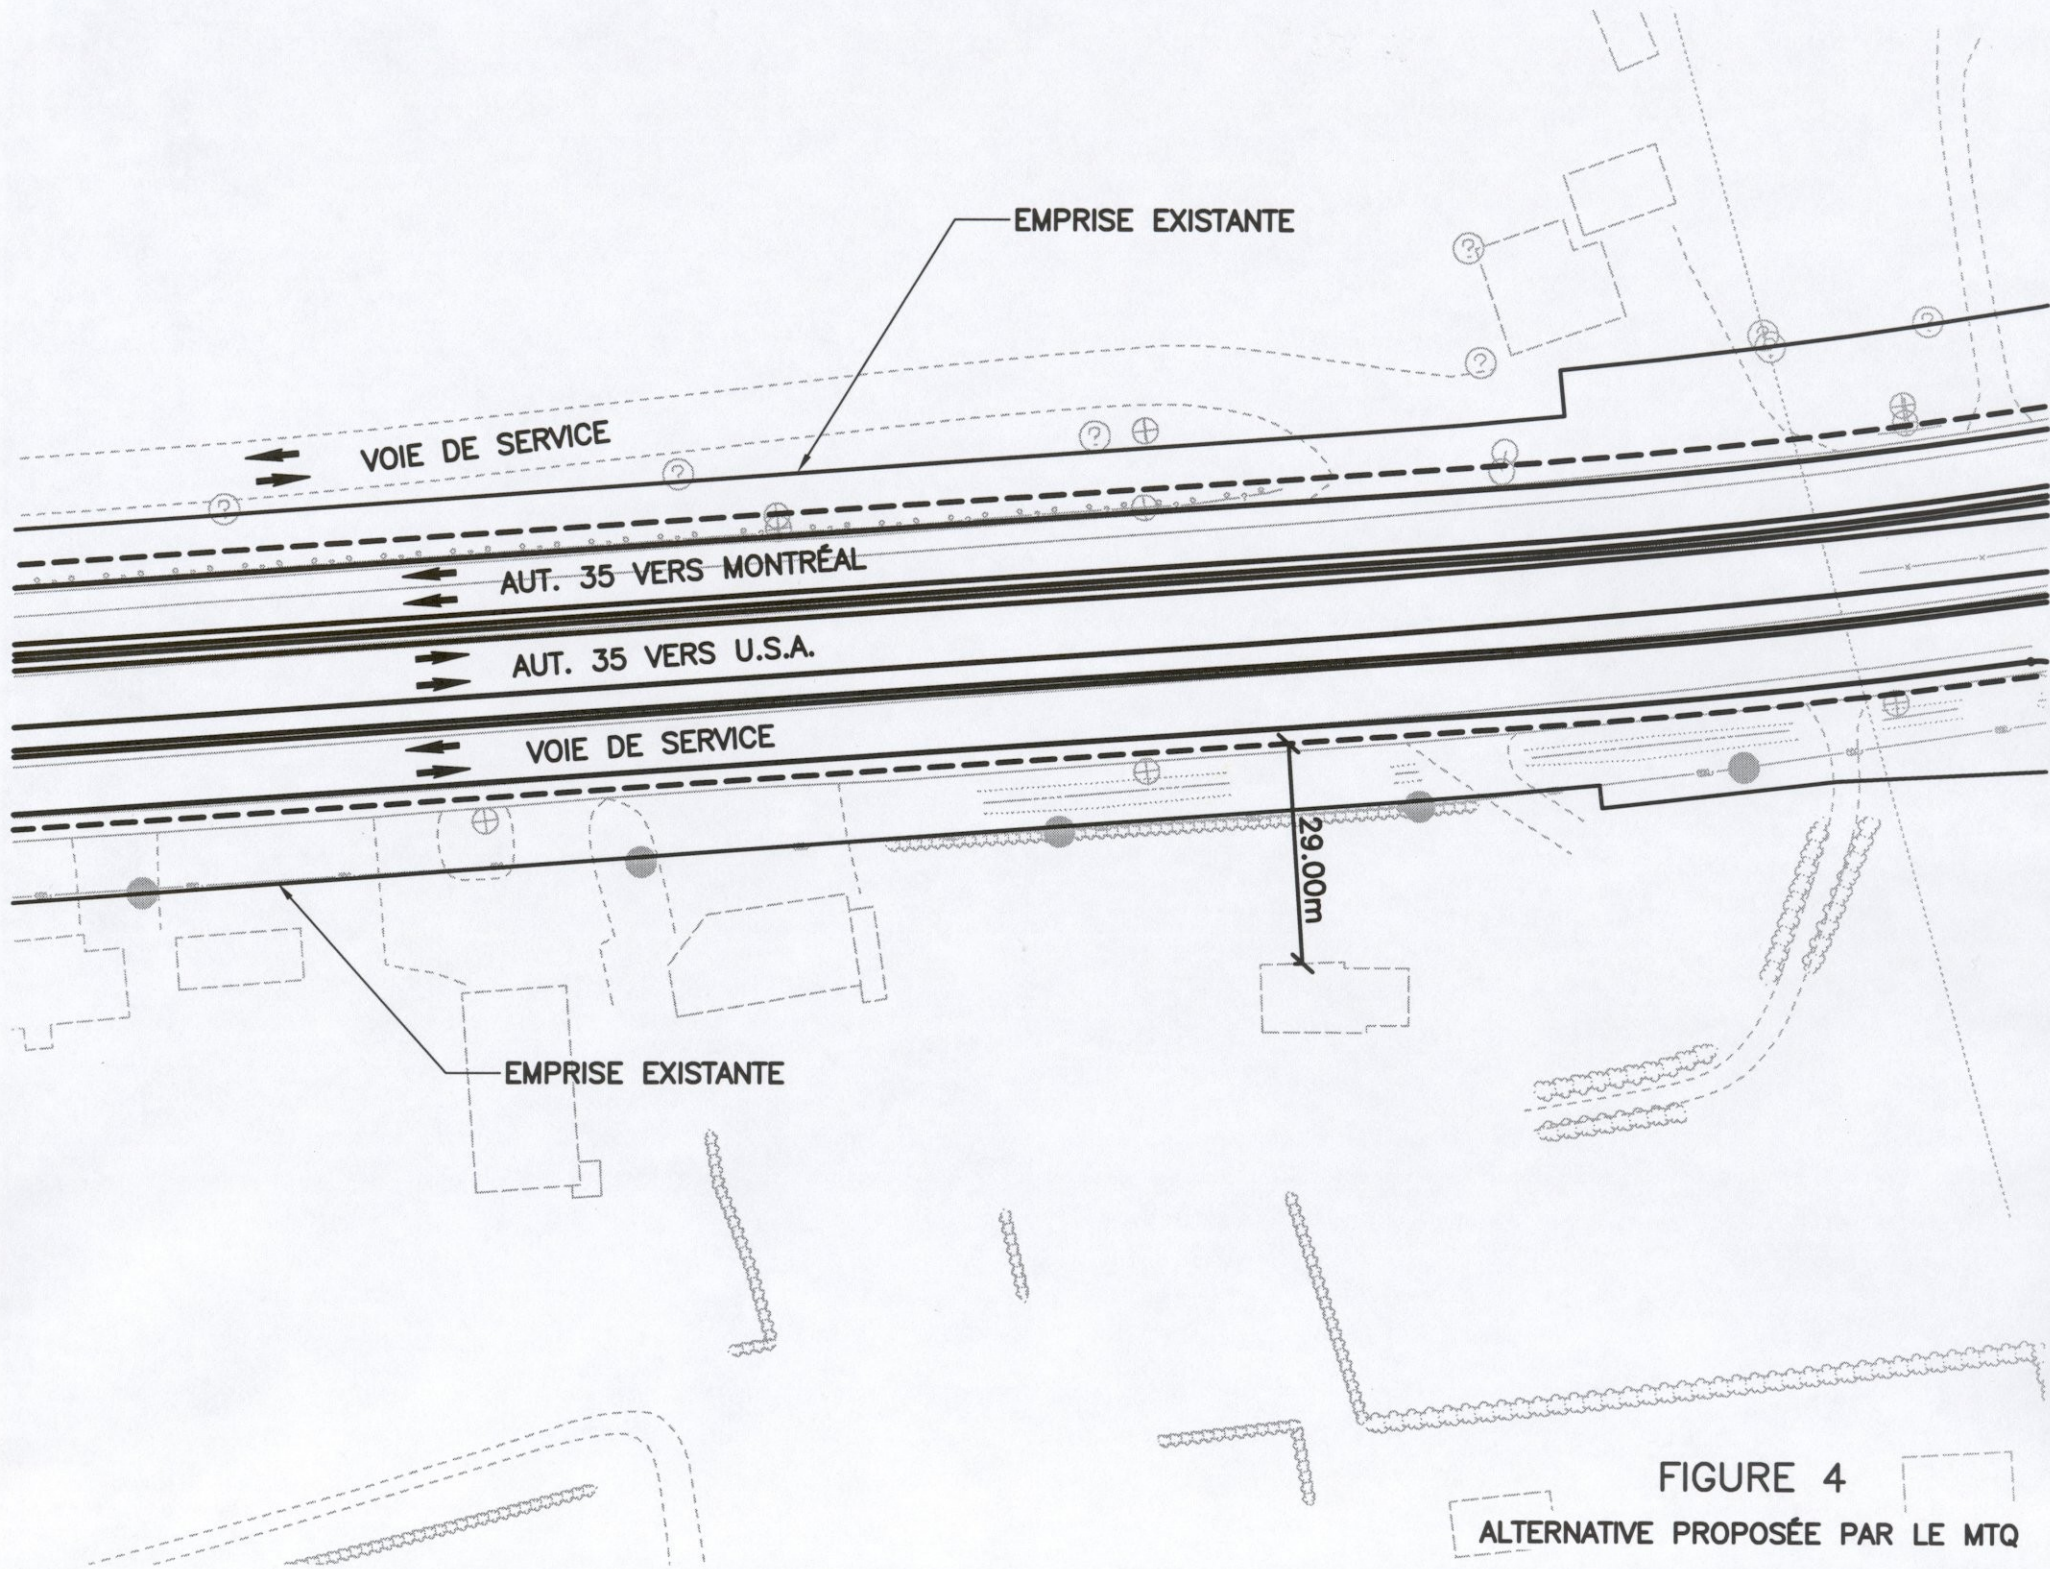 EMPRISE EXISTANTE
VOIE DE SERVICE
AUT. 35 VERS MONTRÉAL
AUT. 35 VERS U.S.A.
VOIE DE SERVICE
29.00m
EMPRISE EXISTANTE
FIGURE 4
ALTERNATIVE PROPOSÉE PAR LE MTQ